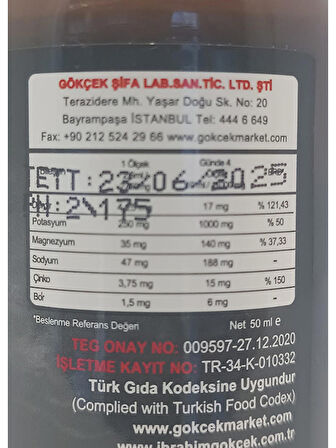 GÖKÇEK ŞİFA LAB.SAN.TİC. LTD. ŞTİ
Terazidere Mh. Yaşar Doğu Sk. No: 20
Bayrampaşa İSTANBUL Tel: 444 6 649
Fax: +90 212 524 29 66 www.gokcekmarket.com
1 Ölçek Günde 4
TETT:23.06.2025
17 mg % 121,43
Potasyum 250 mg 1000 mg % 50
Magnezyum 35 mg 140 mg % 37,33
Sodyum 47 mg 188 mg -
Çinko 3,75 mg 15 mg % 150
Bor 1,5 mg 6 mg -
*Beslenme Referans Değeri Net 50 ml e
TEG ONAY NO: 009597-27.12.2020
İŞLETME KAYIT NO: TR-34-K-010332
Türk Gıda Kodeksine Uygundur
(Complied with Turkish Food Codex)
www.gokcekmarket.com
www.ibrahimgokcek.com.tr